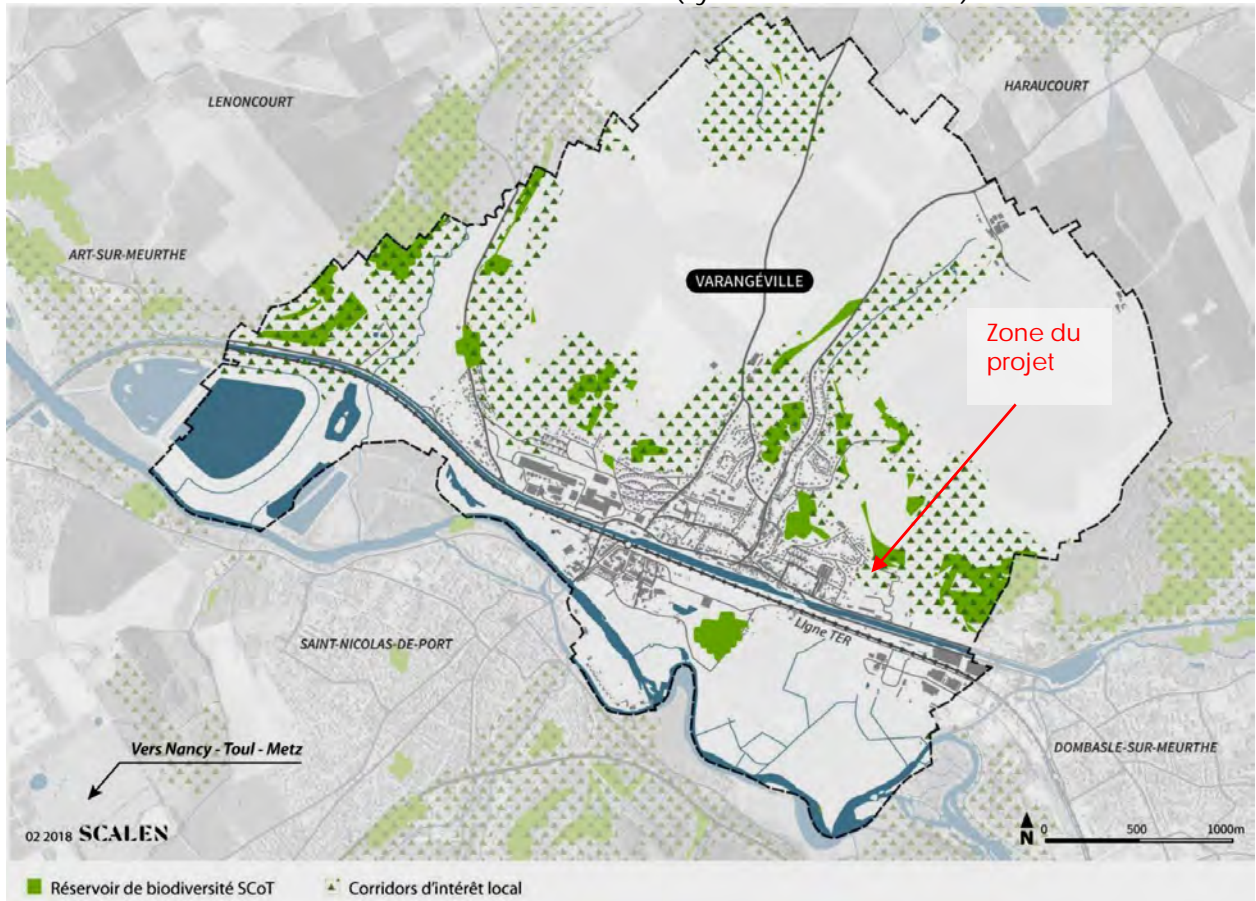 LENONCOURT
HARAUCOURT
ART-SUR-MEURTHE
VARANGÉVILLE
Zone du
projet
SAINT-NICOLAS-DE-PORT
Ligne TER
Vers Nancy - Toul - Metz
DOMBASLE-SUR-MEURTHE
02 2018 SCALEN
N
0 500 1000m
Réservoir de biodiversité SCoT
Corridors d'intérêt local